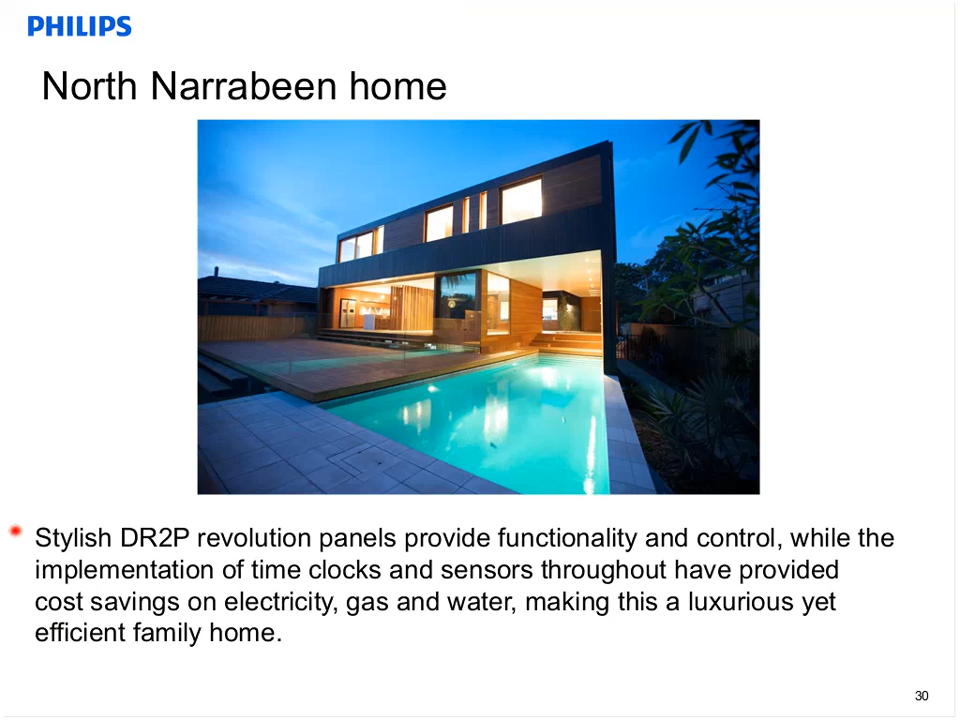 PHILIPS
North Narrabeen home
Stylish DR2P revolution panels provide functionality and control, while the
implementation of time clocks and sensors throughout have provided
cost savings on electricity, gas and water, making this a luxurious yet
efficient family home.
30